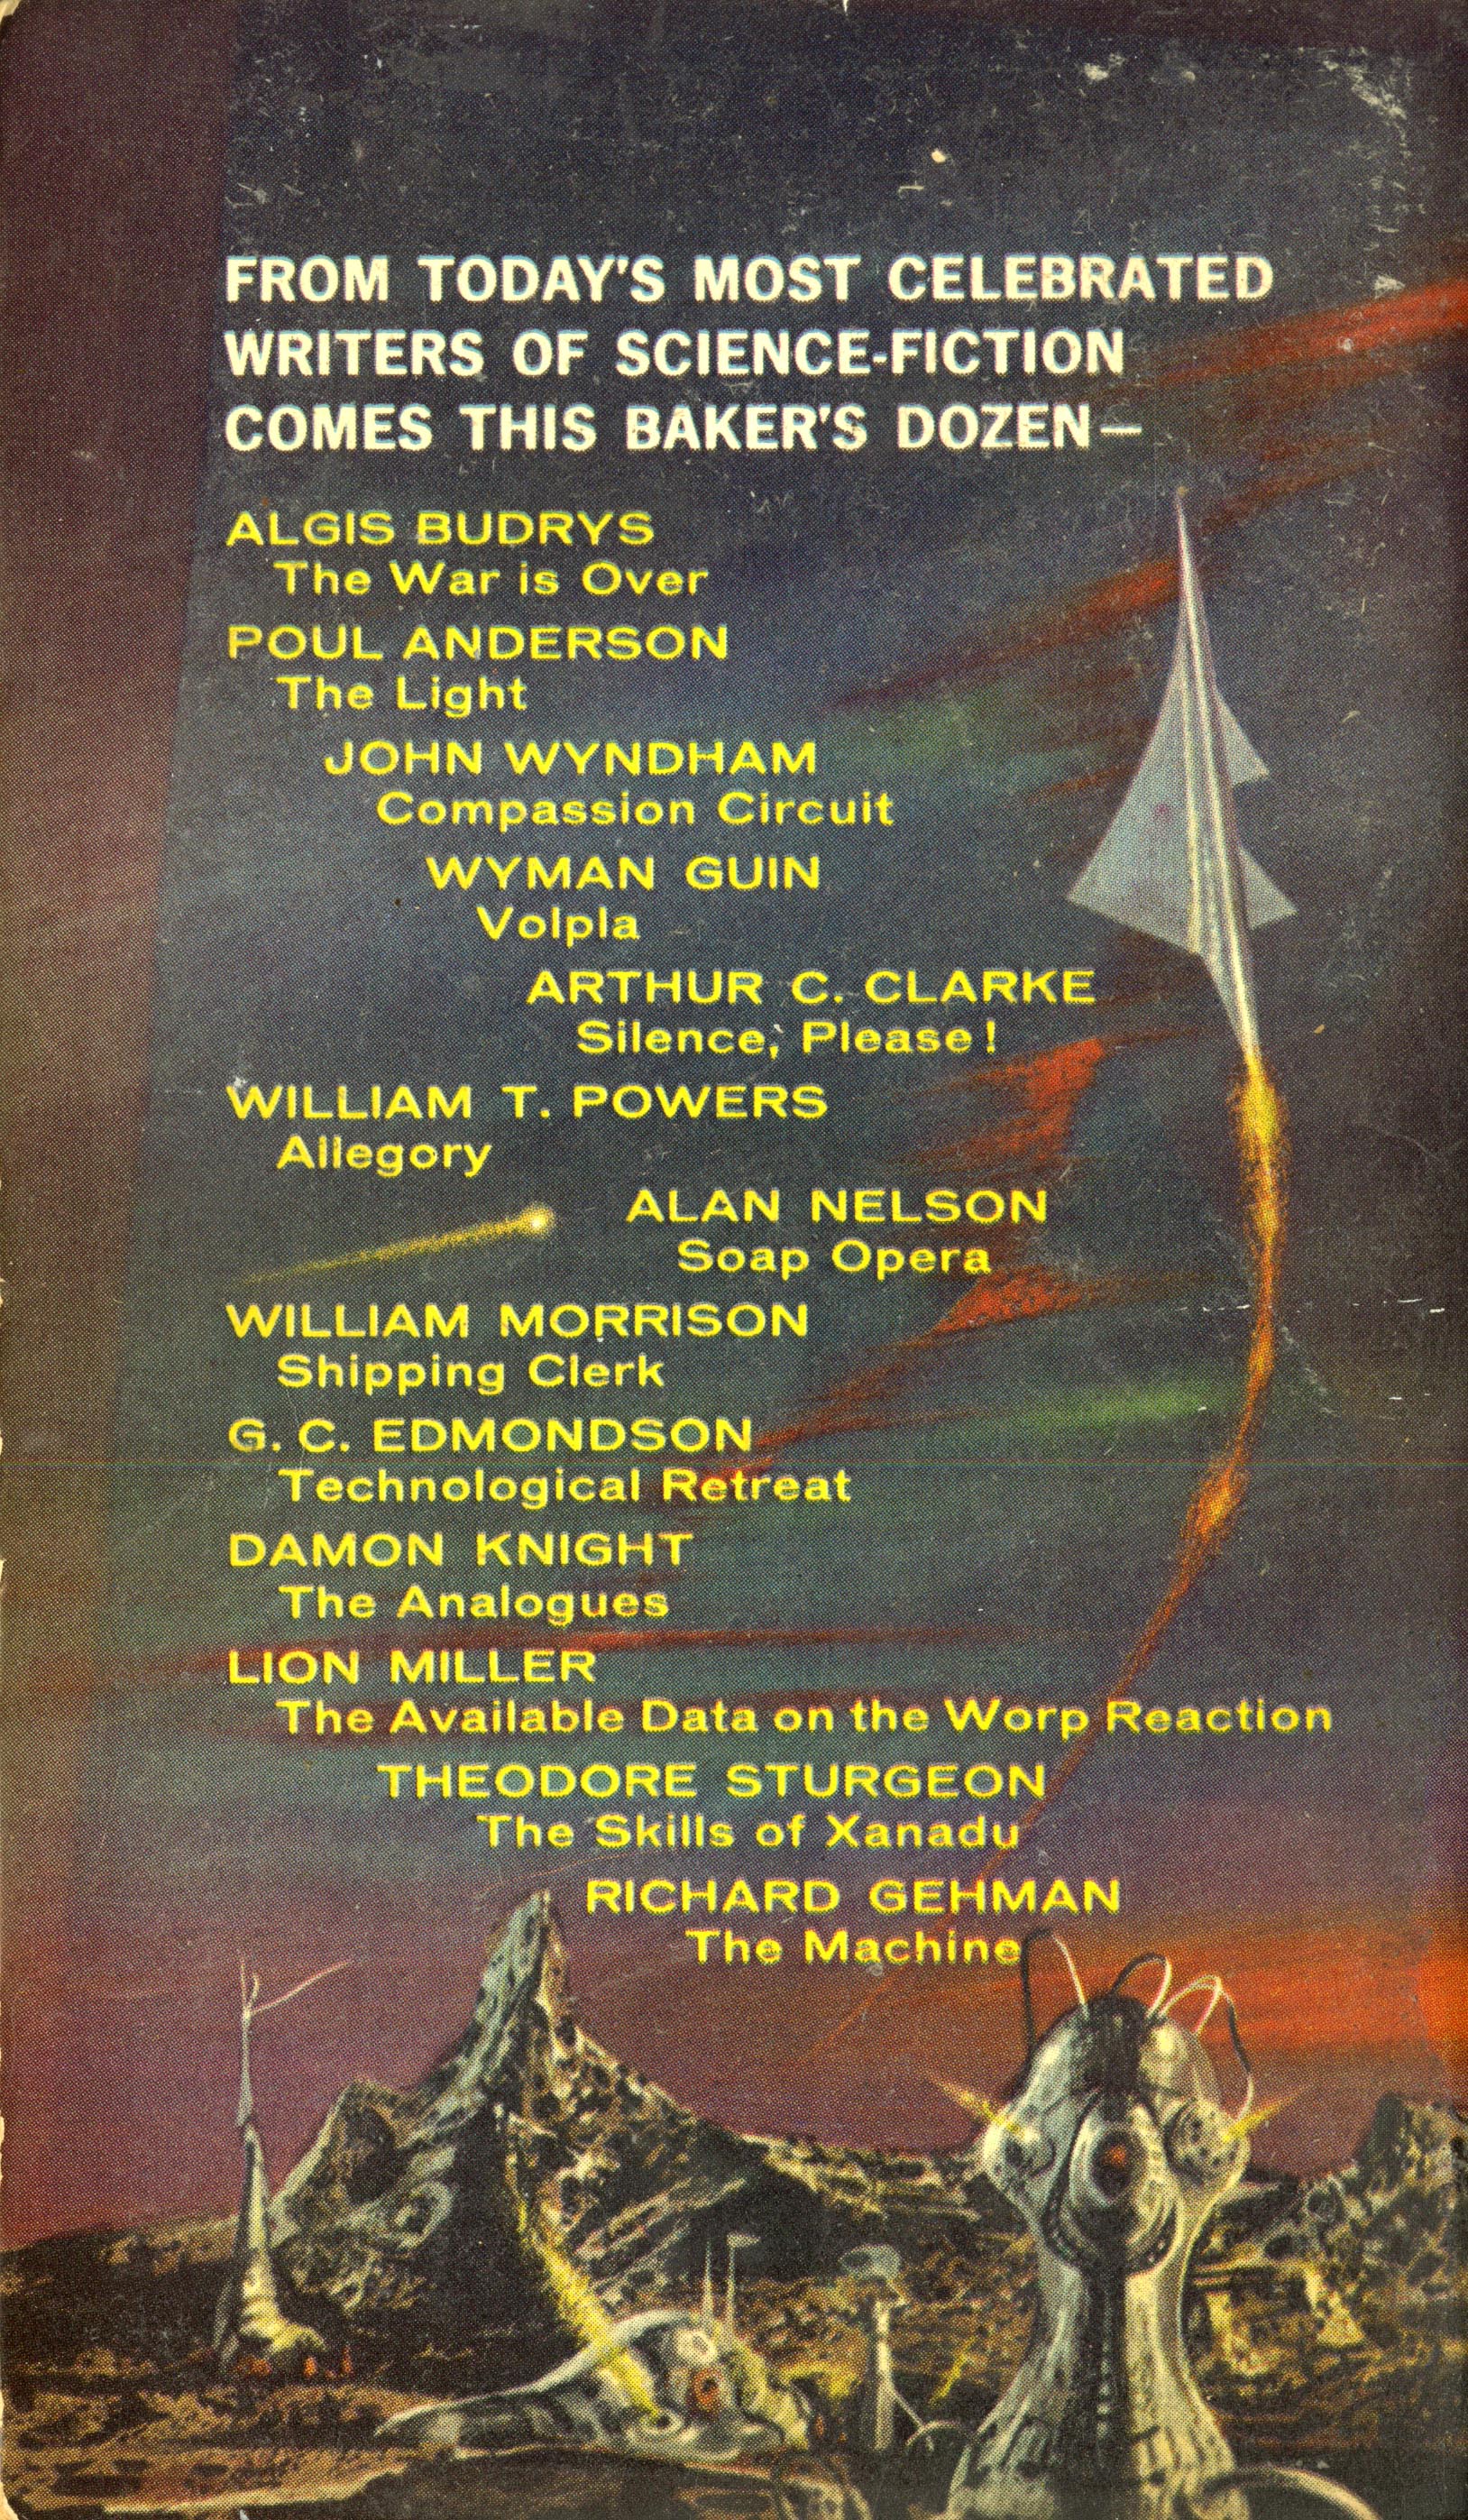 FROM TODAY'S MOST CELEBRATED
WRITERS OF SCIENCE-FICTION
COMES THIS BAKER'S DOZEN—
ALGIS BUDRYS
The War is Over
POUL ANDERSON
The Light
JOHN WYNDHAM
Compassion Circuit
WYMAN GUIN
Volpla
ARTHUR C. CLARKE
Silence, Please!
WILLIAM T. POWERS
Allegory
ALAN NELSON
Soap Opera
WILLIAM MORRISON
Shipping Clerk
G. C. EDMONDSON
Technological Retreat
DAMON KNIGHT
The Analogues
LION MILLER
The Available Data on the Worp Reaction
THEODORE STURGEON
The Skills of Xanadu
RICHARD GEHMAN
The Machine